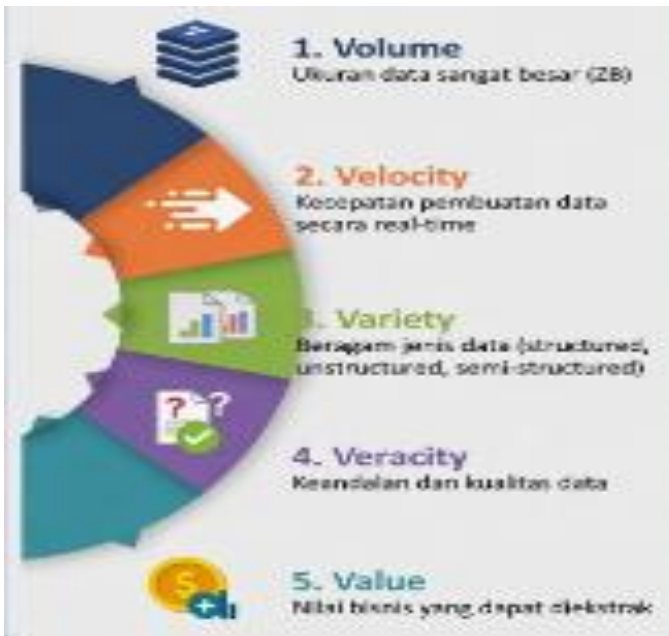 1. Volume
Ukuran data sangat besar (ZB)
2. Velocity
Kecepatan pembuatan data
secara real-time
3. Variety
Beragam jenis data (structured,
unstructured, semi-structured)
4. Veracity
Keandalan dan kualitas data
5. Value
Nilai bisnis yang dapat diekstrak